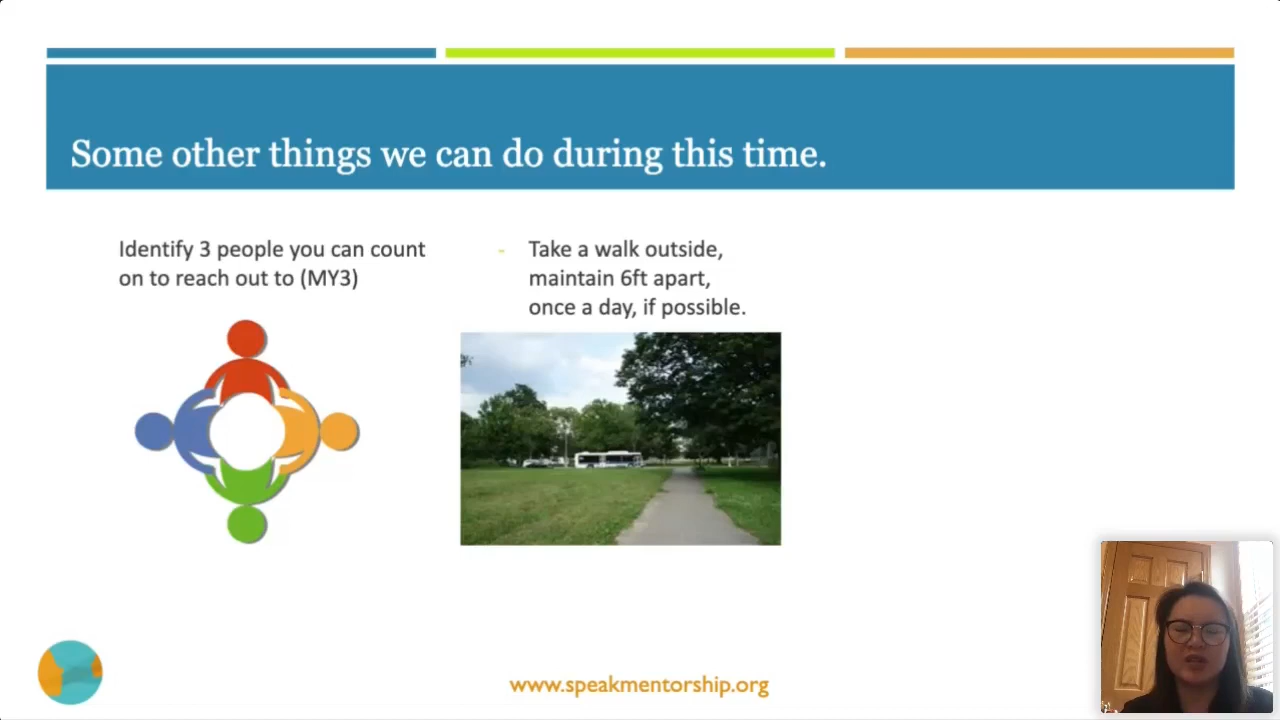 Some other things we can do during this time.
Identify 3 people you can count
on to reach out to (MY3)
- Take a walk outside,
maintain 6ft apart,
once a day, if possible.
www.speakmentorship.org